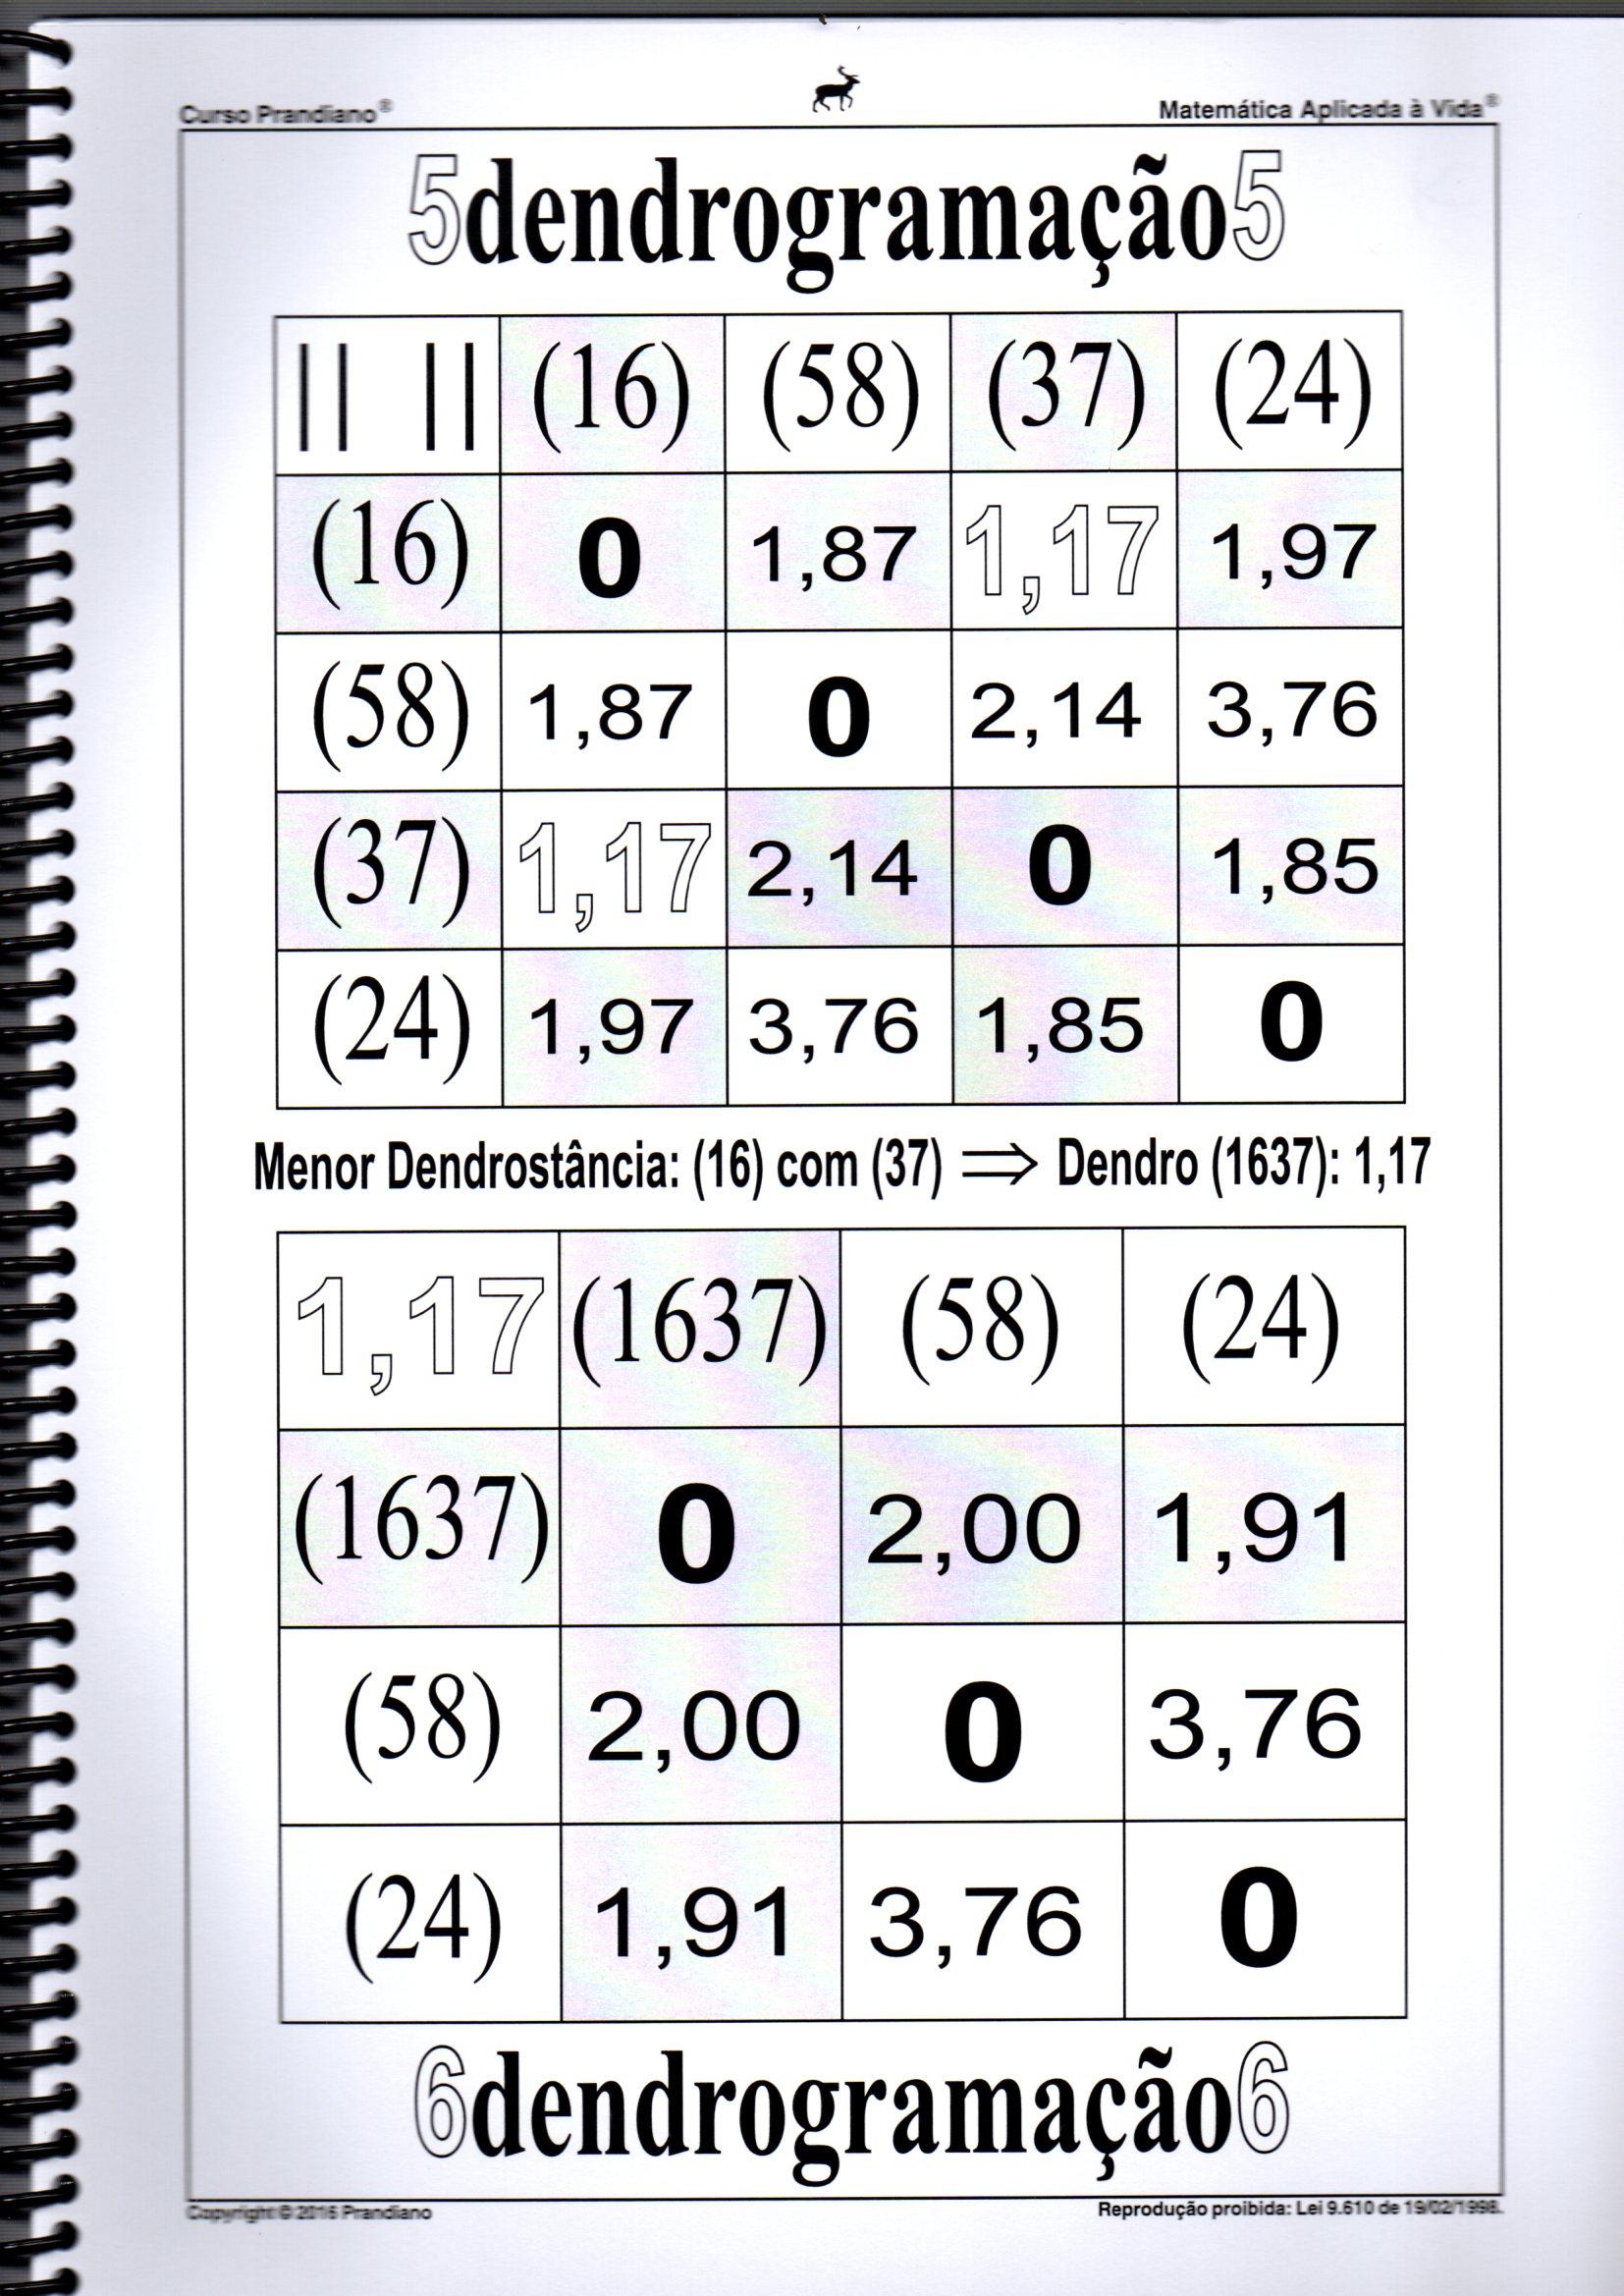 Curso Prandiano® Matemática Aplicada à Vida®
5dendrogramação5
|| || (16) (58) (37) (24)
(16) 0 1,87 1,17 1,97
(58) 1,87 0 2,14 3,76
(37) 1,17 2,14 0 1,85
(24) 1,97 3,76 1,85 0
Menor Dendrostância: (16) com (37) ⇒ Dendro (1637): 1,17
1,17 (1637) (58) (24)
(1637) 0 2,00 1,91
(58) 2,00 0 3,76
(24) 1,91 3,76 0
6dendrogramação6
Copyright © 2016 Prandiano Reprodução proibida: Lei 9.610 de 19/02/1998.